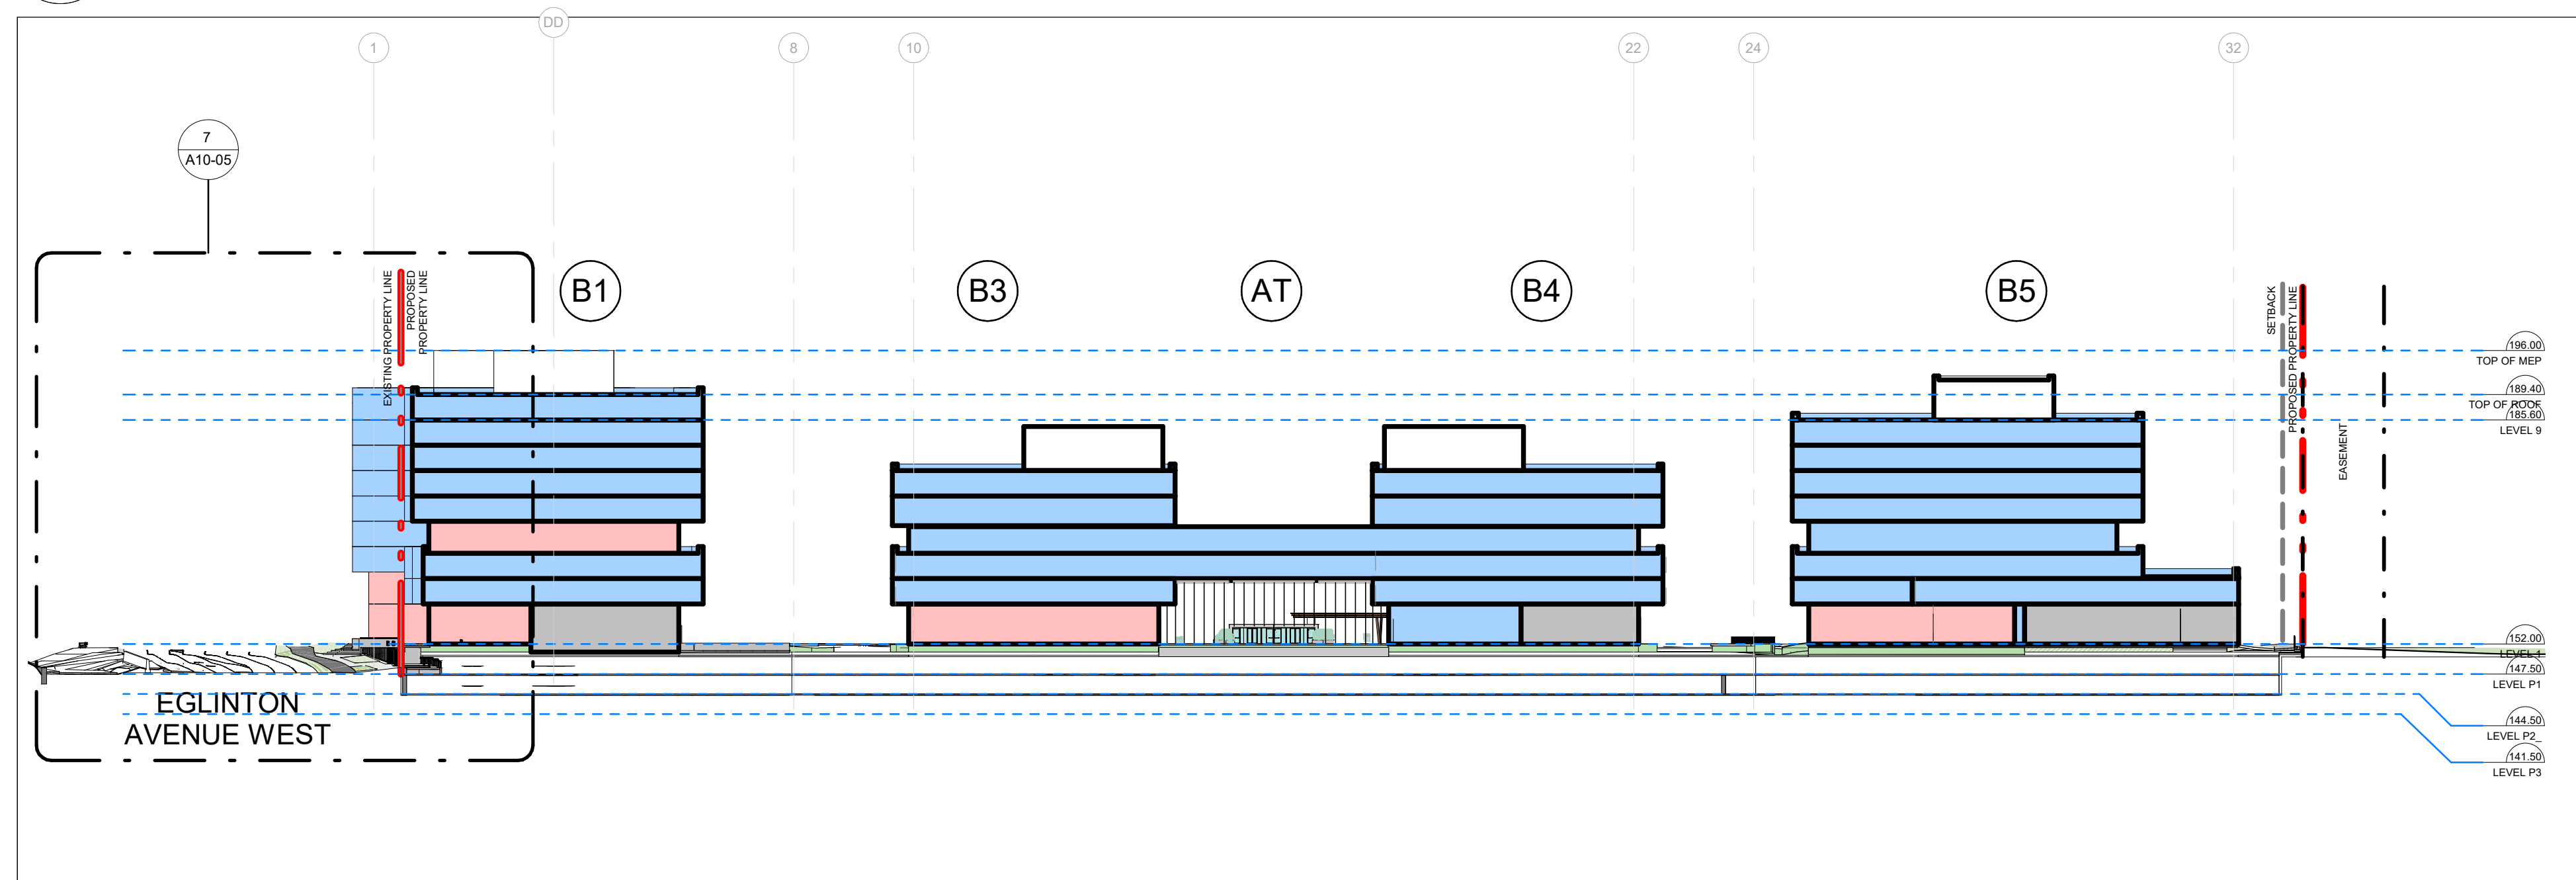 DD
1
8
10
22
24
32
7
A10-05
B1
B3
AT
B4
B5
EXISTING PROPERTY LINE
PROPOSED
PROPERTY LINE
SETBACK
PROPOSED PROPERTY LINE
EASEMENT
196.00
TOP OF MEP
189.40
TOP OF ROOF
185.60
LEVEL 9
152.00
LEVEL
147.50
LEVEL P1
144.50
LEVEL P2_
141.50
LEVEL P3
EGLINTON
AVENUE WEST